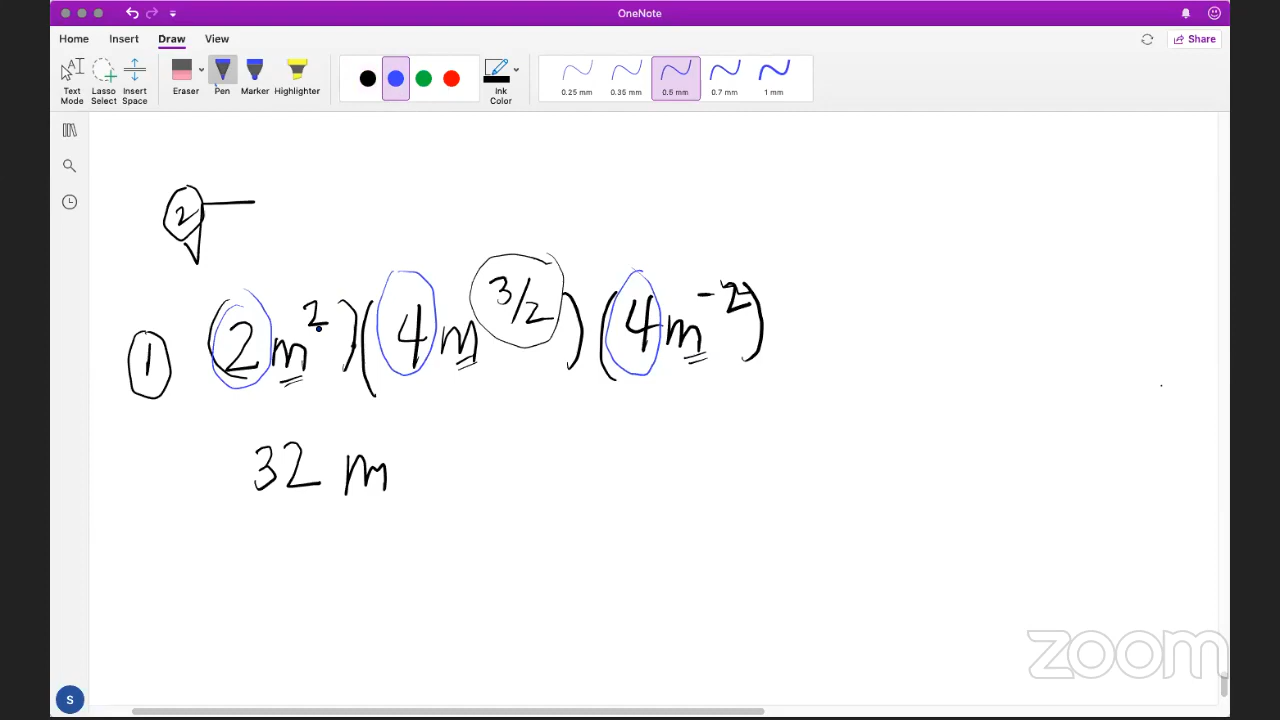 OneNote
Home Insert Draw View Share
Text Mode Lasso Select Insert Space Eraser Pen Marker Highlighter Ink Color 0.25 mm 0.35 mm 0.5 mm 0.7 mm 1 mm
2
1 (2m²)(4m^3/2)(4m^-2)
32 m
zoom
S